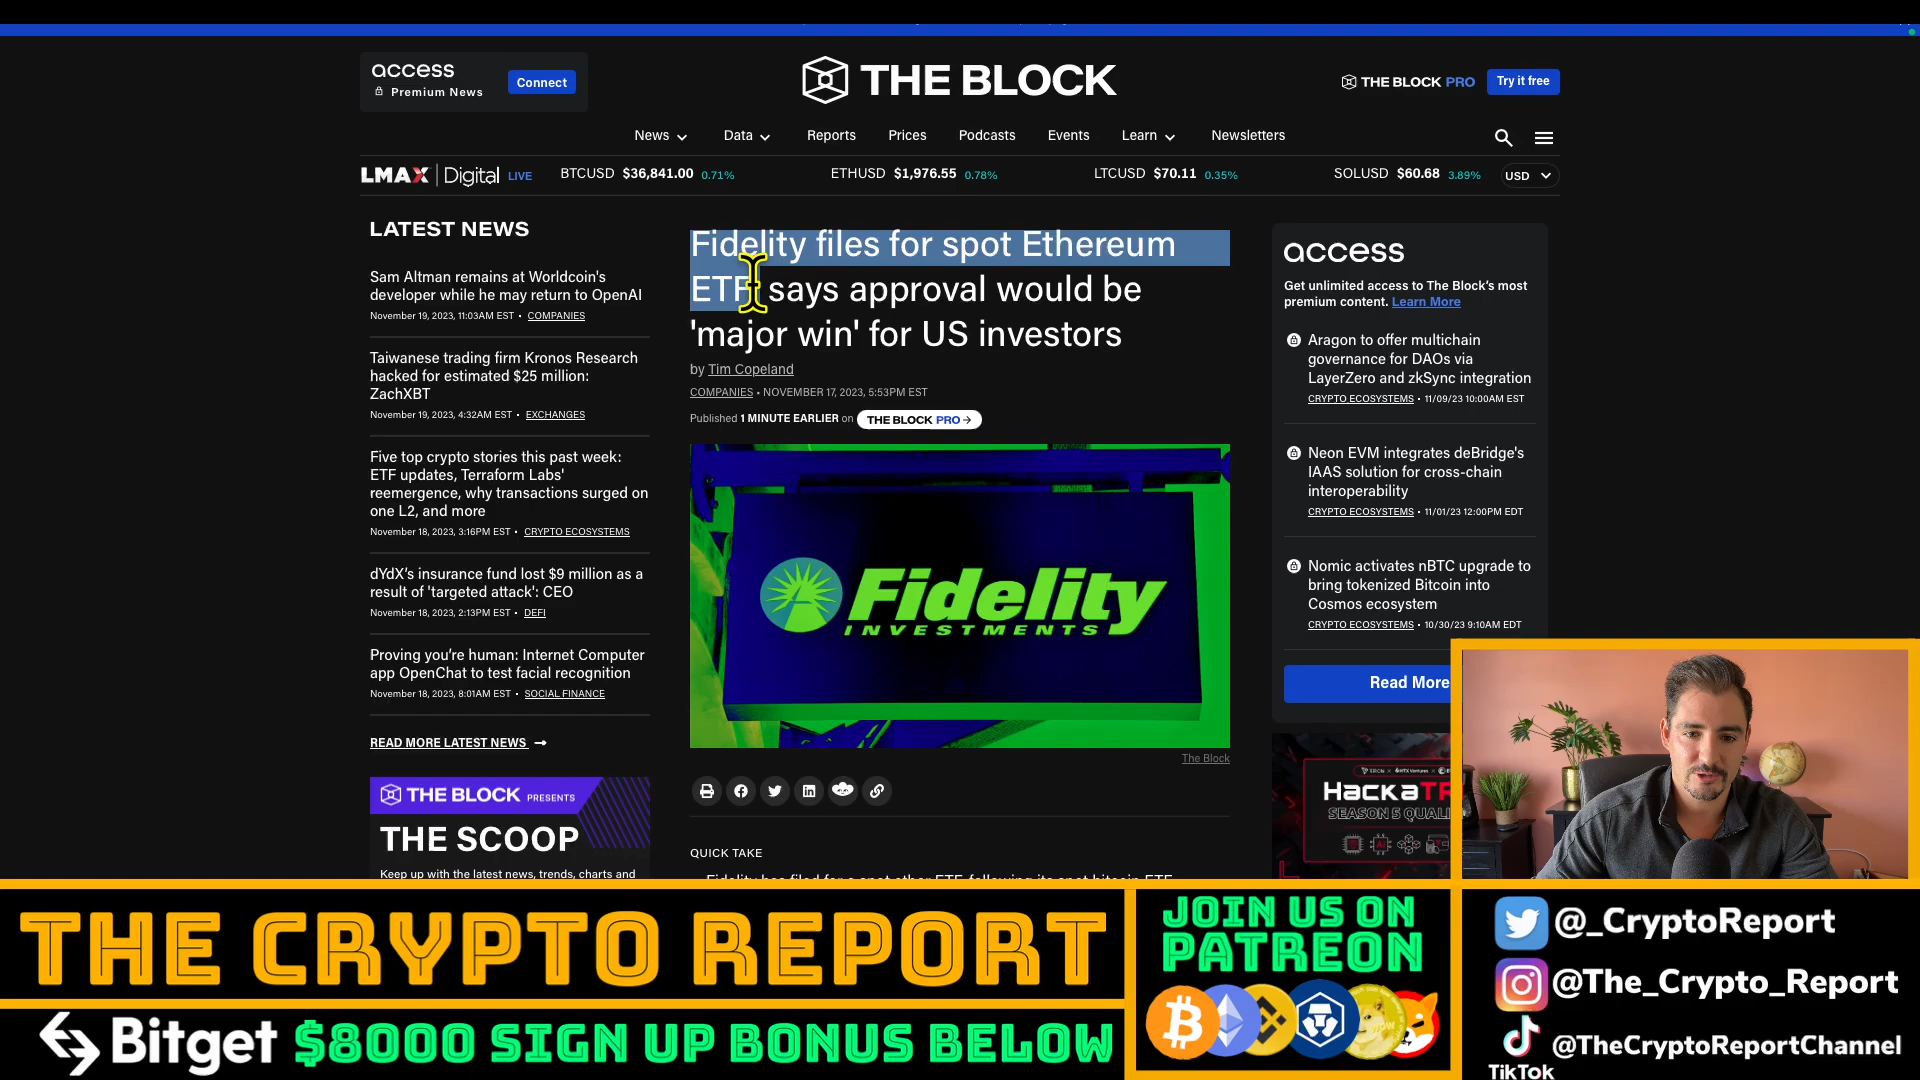 access
Premium News
Connect
THE BLOCK
THE BLOCK PRO
Try it free
News
Data
Reports
Prices
Podcasts
Events
Learn
Newsletters
LMAX Digital LIVE
BTCUSD $36,841.00 0.71%
ETHUSD $1,976.55 0.78%
LTCUSD $70.11 0.35%
SOLUSD $60.68 3.89%
USD
LATEST NEWS
Sam Altman remains at Worldcoin's
developer while he may return to OpenAI
November 19, 2023, 11:03AM EST • COMPANIES
Taiwanese trading firm Kronos Research
hacked for estimated $25 million:
ZachXBT
November 19, 2023, 4:32AM EST • EXCHANGES
Five top crypto stories this past week:
ETF updates, Terraform Labs'
reemergence, why transactions surged on
one L2, and more
November 18, 2023, 3:16PM EST • CRYPTO ECOSYSTEMS
dYdX’s insurance fund lost $9 million as a
result of 'targeted attack': CEO
November 18, 2023, 2:13PM EST • DEFI
Proving you’re human: Internet Computer
app OpenChat to test facial recognition
November 18, 2023, 8:01AM EST • SOCIAL FINANCE
READ MORE LATEST NEWS →
THE BLOCK PRESENTS
THE SCOOP
Keep up with the latest news, trends, charts and
Fidelity files for spot Ethereum
ETF, says approval would be
'major win' for US investors
by Tim Copeland
COMPANIES • NOVEMBER 17, 2023, 5:53PM EST
Published 1 MINUTE EARLIER on THE BLOCK PRO →
Fidelity
INVESTMENTS
The Block
QUICK TAKE
Fidelity has filed for a spot ether ETF, following its spot bitcoin ETF
access
Get unlimited access to The Block's most
premium content. Learn More
Aragon to offer multichain
governance for DAOs via
LayerZero and zkSync integration
CRYPTO ECOSYSTEMS • 11/09/23 10:00AM EST
Neon EVM integrates deBridge's
IAAS solution for cross-chain
interoperability
CRYPTO ECOSYSTEMS • 11/01/23 12:00PM EDT
Nomic activates nBTC upgrade to
bring tokenized Bitcoin into
Cosmos ecosystem
CRYPTO ECOSYSTEMS • 10/30/23 9:10AM EDT
Read More
SEASON 5 QUALI
THE CRYPTO REPORT
Bitget $8000 SIGN UP BONUS BELOW
JOIN US ON
PATREON
@_CryptoReport
@The_Crypto_Report
@TheCryptoReportChannel
TikTok